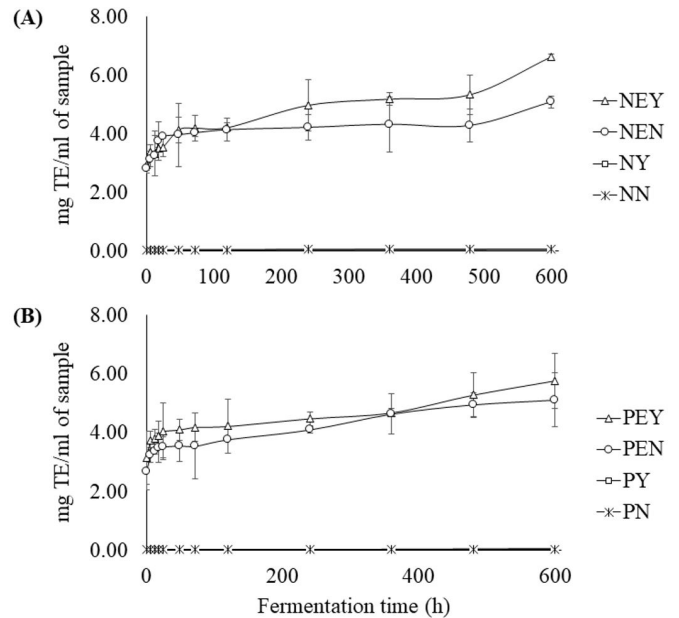 (A)
8.00
6.00
4.00
2.00
0.00
mg TE/ml of sample
0 100 200 300 400 500 600
NEY
NEN
NY
NN
(B)
8.00
6.00
4.00
2.00
0.00
mg TE/ml of sample
0 200 400 600
Fermentation time (h)
PEY
PEN
PY
PN